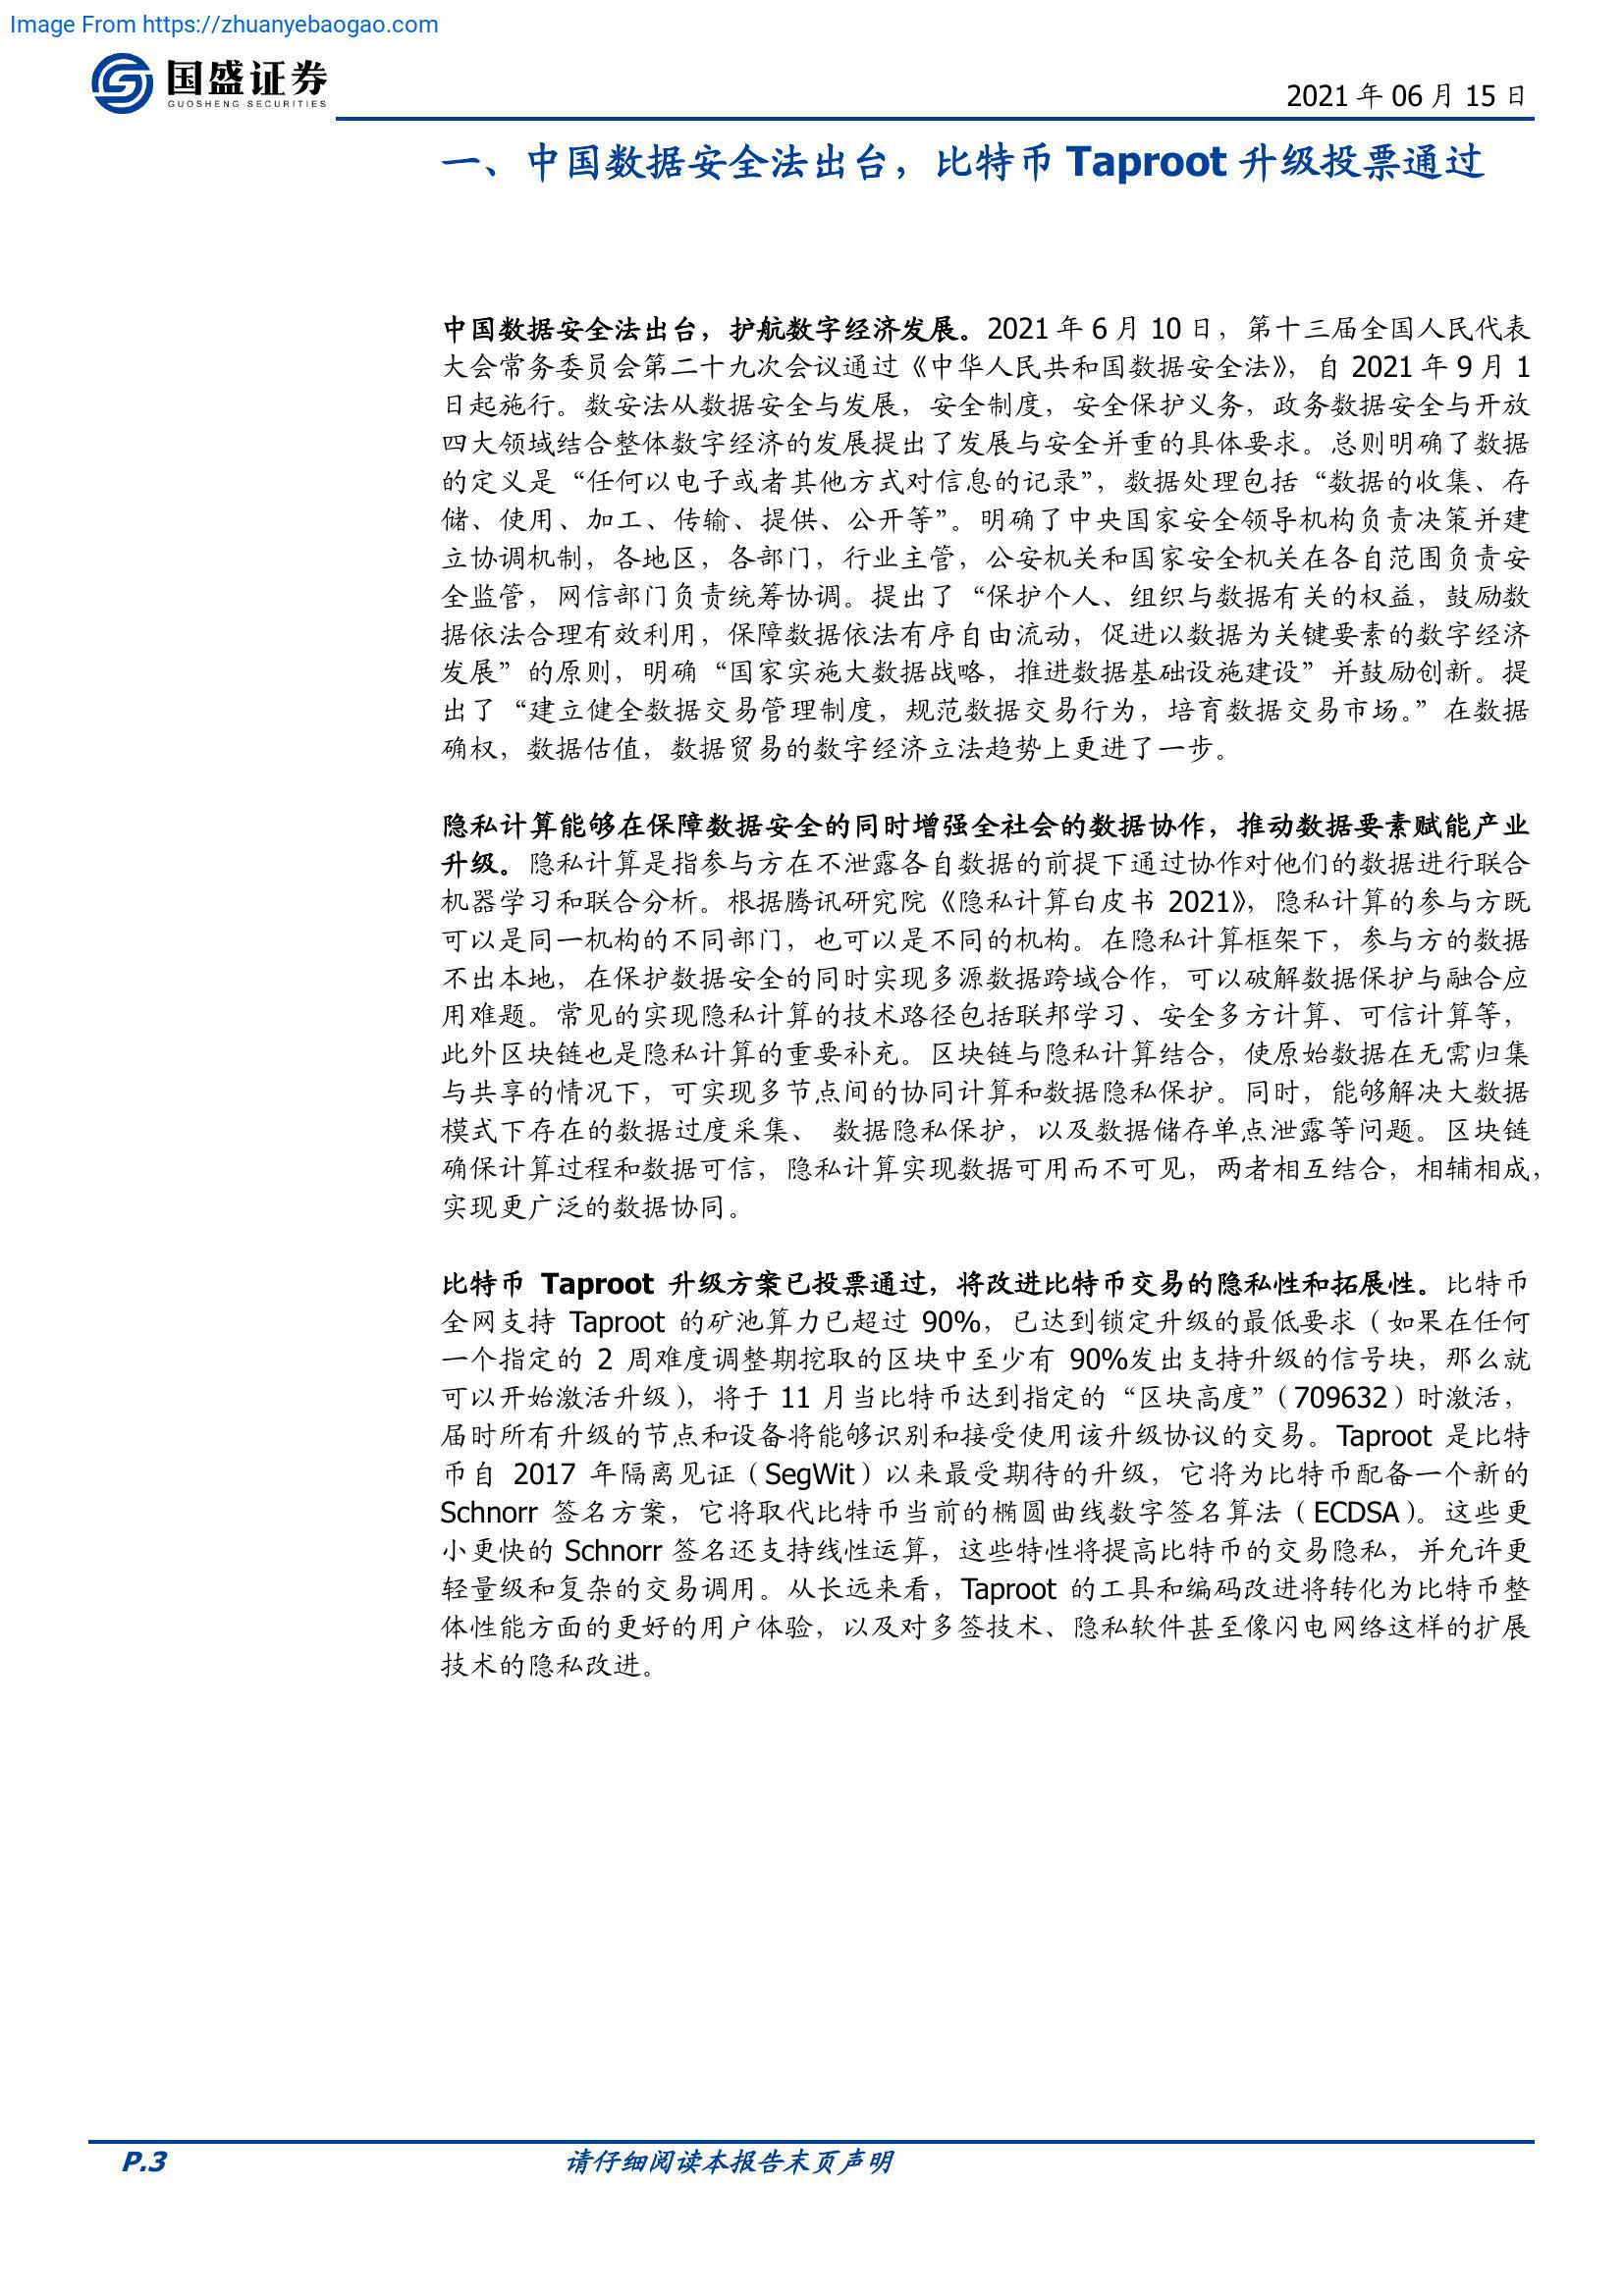 Image From https://zhuanyebaogao.com
国盛证券
GUOSHENG SECURITIES
2021 年 06 月 15 日
一、中国数据安全法出台，比特币 Taproot 升级投票通过
中国数据安全法出台，护航数字经济发展。2021 年 6 月 10 日，第十三届全国人民代表
大会常务委员会第二十九次会议通过《中华人民共和国数据安全法》，自 2021 年 9 月 1
日起施行。数安法从数据安全与发展，安全制度，安全保护义务，政务数据安全与开放
四大领域结合整体数字经济的发展提出了发展与安全并重的具体要求。总则明确了数据
的定义是“任何以电子或者其他方式对信息的记录”，数据处理包括“数据的收集、存
储、使用、加工、传输、提供、公开等”。明确了中央国家安全领导机构负责决策并建
立协调机制，各地区，各部门，行业主管，公安机关和国家安全机关在各自范围负责安
全监管，网信部门负责统筹协调。提出了“保护个人、组织与数据有关的权益，鼓励数
据依法合理有效利用，保障数据依法有序自由流动，促进以数据为关键要素的数字经济
发展”的原则，明确“国家实施大数据战略，推进数据基础设施建设”并鼓励创新。提
出了“建立健全数据交易管理制度，规范数据交易行为，培育数据交易市场。”在数据
确权，数据估值，数据贸易的数字经济立法趋势上更进了一步。
隐私计算能够在保障数据安全的同时增强全社会的数据协作，推动数据要素赋能产业
升级。隐私计算是指参与方在不泄露各自数据的前提下通过协作对他们的数据进行联合
机器学习和联合分析。根据腾讯研究院《隐私计算白皮书 2021》，隐私计算的参与方既
可以是同一机构的不同部门，也可以是不同的机构。在隐私计算框架下，参与方的数据
不出本地，在保护数据安全的同时实现多源数据跨域合作，可以破解数据保护与融合应
用难题。常见的实现隐私计算的技术路径包括联邦学习、安全多方计算、可信计算等，
此外区块链也是隐私计算的重要补充。区块链与隐私计算结合，使原始数据在无需归集
与共享的情况下，可实现多节点间的协同计算和数据隐私保护。同时，能够解决大数据
模式下存在的数据过度采集、 数据隐私保护，以及数据储存单点泄露等问题。区块链
确保计算过程和数据可信，隐私计算实现数据可用而不可见，两者相互结合，相辅相成，
实现更广泛的数据协同。
比特币 Taproot 升级方案已投票通过，将改进比特币交易的隐私性和拓展性。比特币
全网支持 Taproot 的矿池算力已超过 90%，已达到锁定升级的最低要求（如果在任何
一个指定的 2 周难度调整期挖取的区块中至少有 90%发出支持升级的信号块，那么就
可以开始激活升级），将于 11 月当比特币达到指定的“区块高度”（709632）时激活，
届时所有升级的节点和设备将能够识别和接受使用该升级协议的交易。Taproot 是比特
币自 2017 年隔离见证（SegWit）以来最受期待的升级，它将为比特币配备一个新的
Schnorr 签名方案，它将取代比特币当前的椭圆曲线数字签名算法（ECDSA）。这些更
小更快的 Schnorr 签名还支持线性运算，这些特性将提高比特币的交易隐私，并允许更
轻量级和复杂的交易调用。从长远来看，Taproot 的工具和编码改进将转化为比特币整
体性能方面的更好的用户体验，以及对多签技术、隐私软件甚至像闪电网络这样的扩展
技术的隐私改进。
P.3
请仔细阅读本报告末页声明